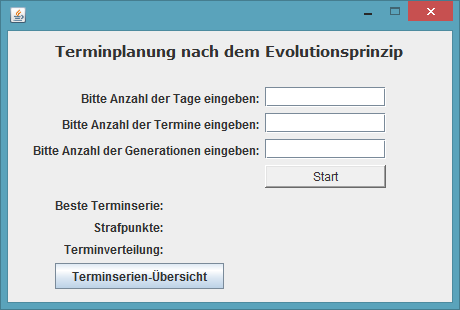 Terminplanung nach dem Evolutionsprinzip
Bitte Anzahl der Tage eingeben:
Bitte Anzahl der Termine eingeben:
Bitte Anzahl der Generationen eingeben:
Start
Beste Terminserie:
Strafpunkte:
Terminverteilung:
Terminserien-Übersicht